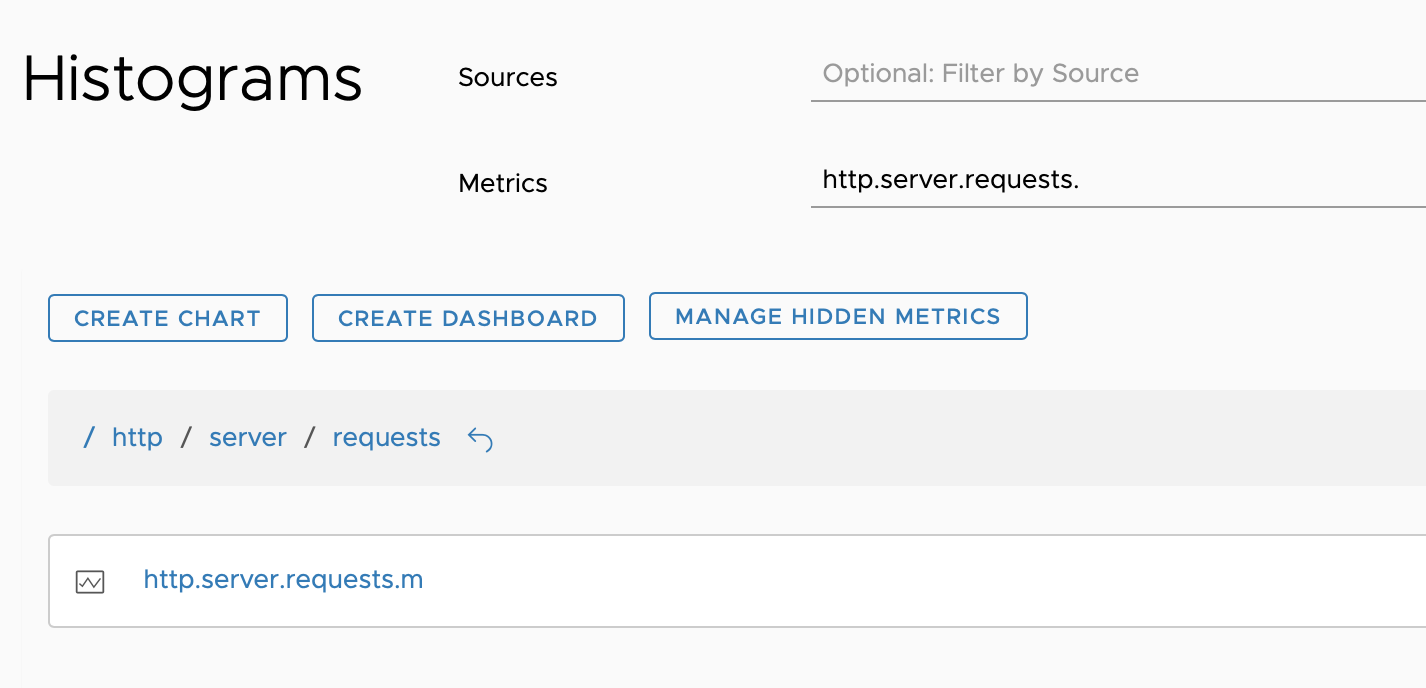 Histograms
Sources
Optional: Filter by Source
Metrics
http.server.requests.
CREATE CHART
CREATE DASHBOARD
MANAGE HIDDEN METRICS
/ http / server / requests
http.server.requests.m